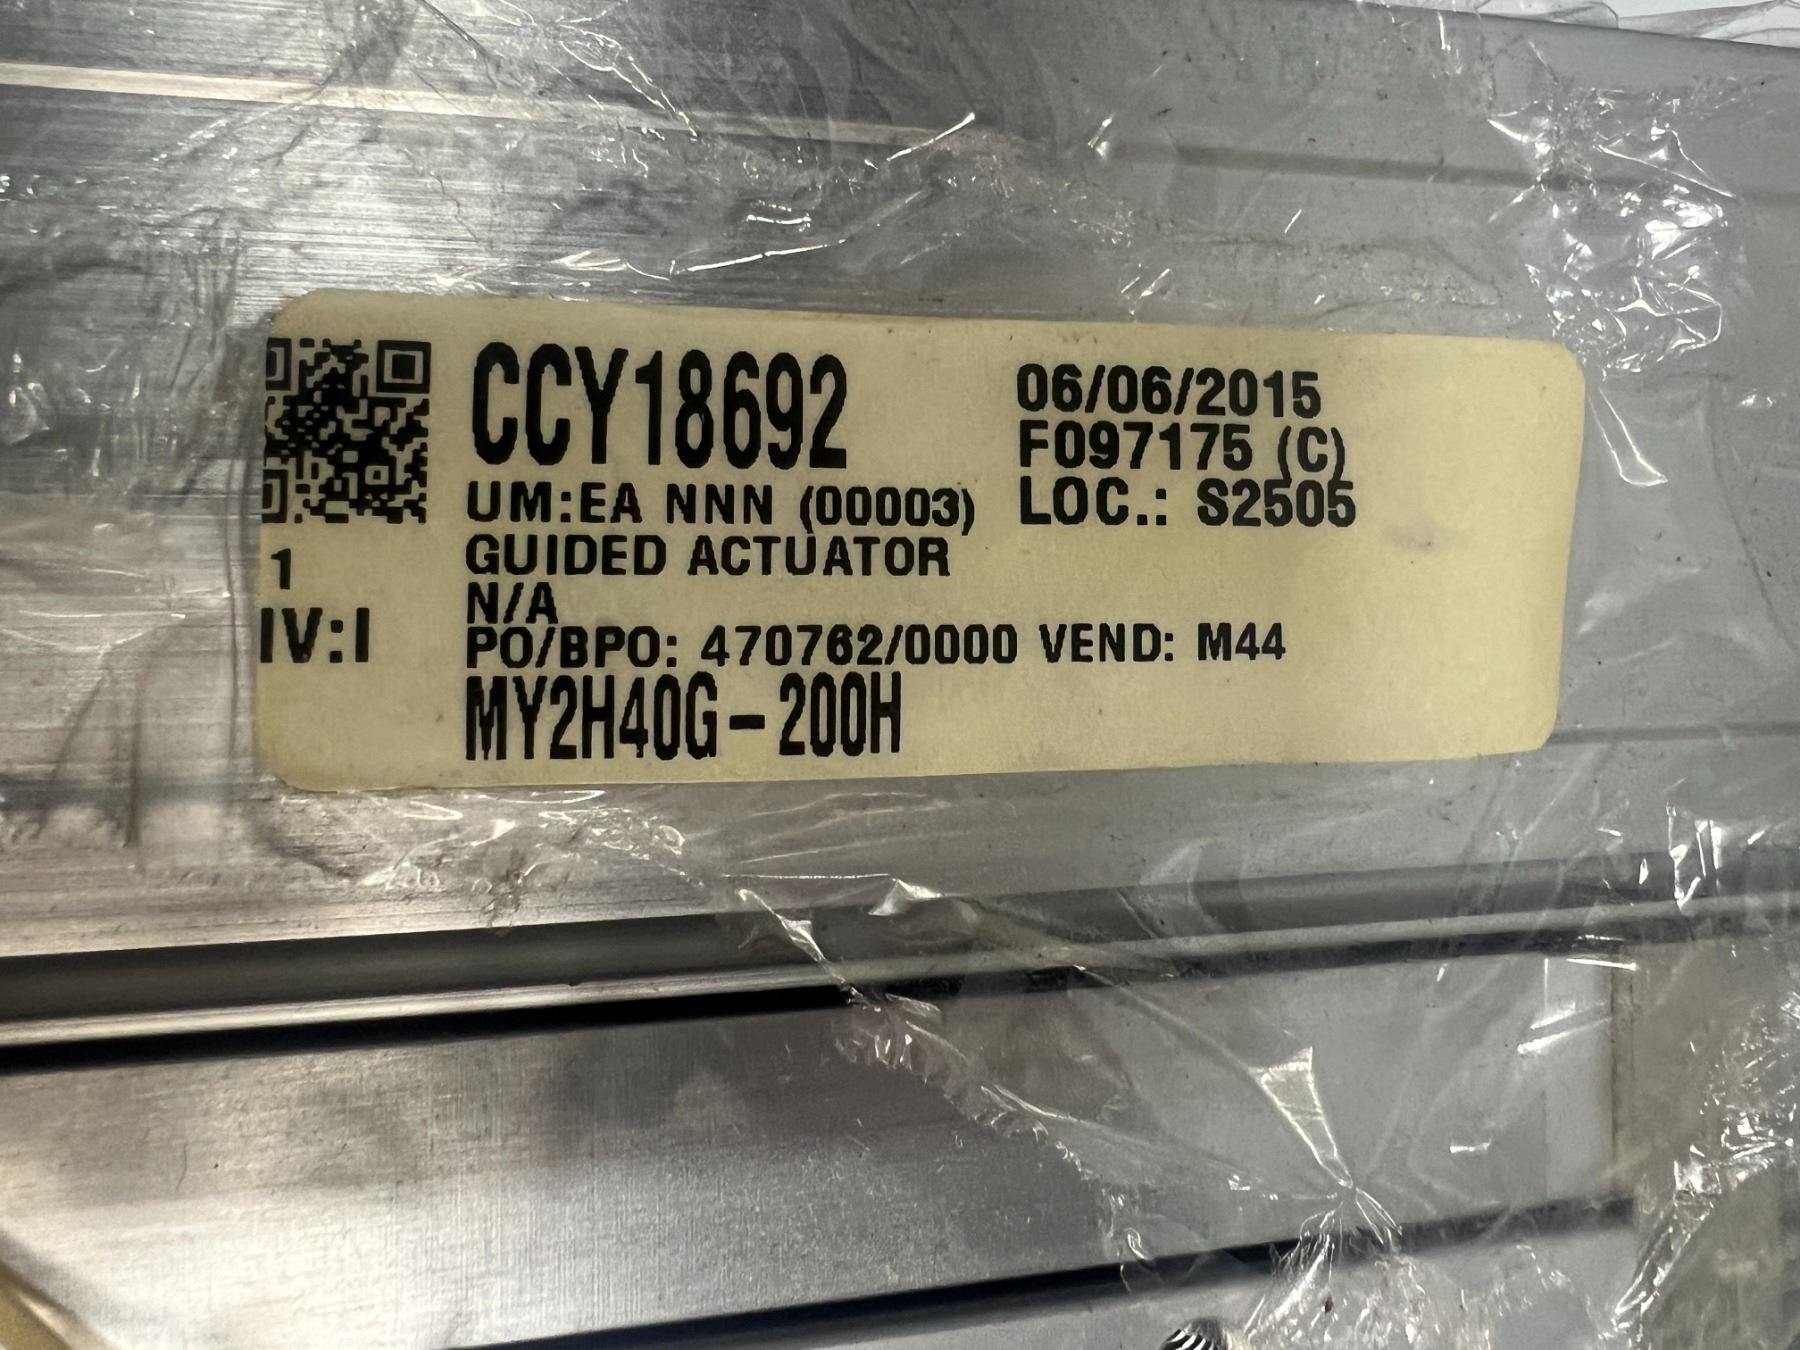 CCY18692
06/06/2015
F097175 (C)
UM:EA NNN (00003)
LOC.: S2505
1
GUIDED ACTUATOR
IV:I
N/A
PO/BPO: 470762/0000 VEND: M44
MY2H40G-200H